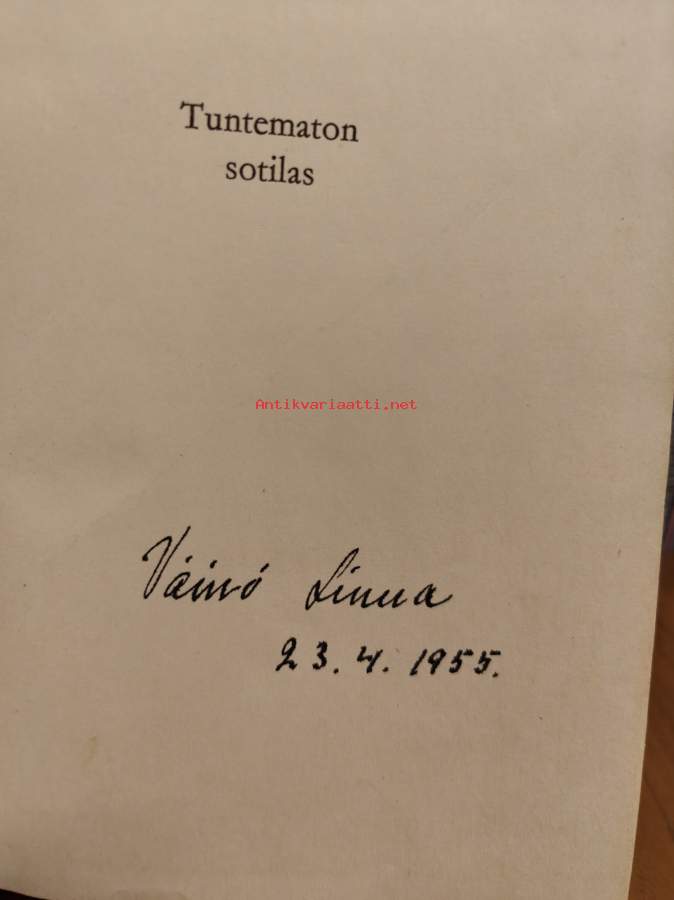 Tuntematon
sotilas
Antikvariaatti.net
Väinö Linna
23.4.1955.